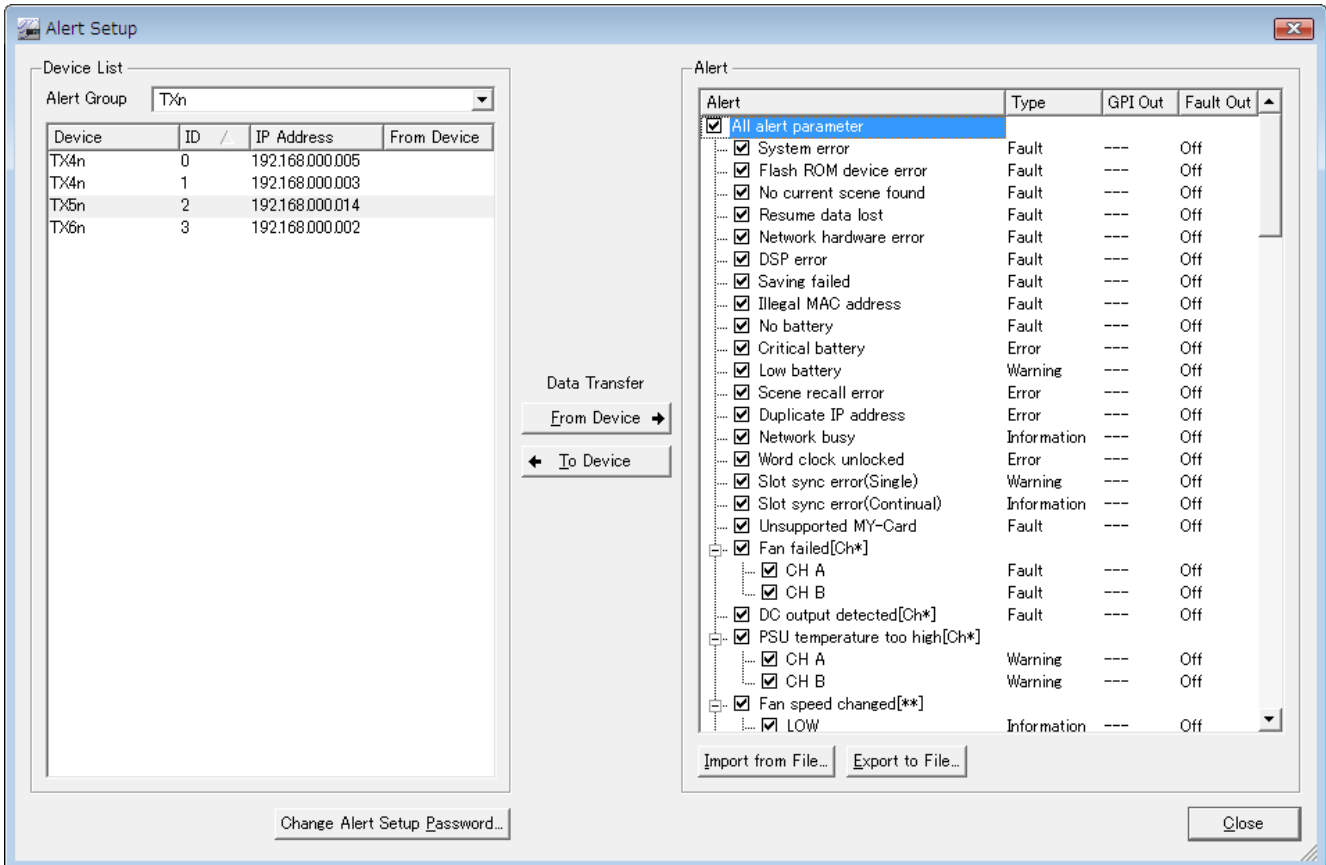 Alert Setup
Device List
Alert Group TXn
Device ID IP Address From Device
TX4n 0 192.168.000.005
TX4n 1 192.168.000.003
TX5n 2 192.168.000.014
TX6n 3 192.168.000.002
Change Alert Setup Password...
Data Transfer
From Device
To Device
Alert
Alert Type GPI Out Fault Out
All alert parameter
System error Fault --- Off
Flash ROM device error Fault --- Off
No current scene found Fault --- Off
Resume data lost Fault --- Off
Network hardware error Fault --- Off
DSP error Fault --- Off
Saving failed Fault --- Off
Illegal MAC address Fault --- Off
No battery Fault --- Off
Critical battery Error --- Off
Low battery Warning --- Off
Scene recall error Error --- Off
Duplicate IP address Error --- Off
Network busy Information --- Off
Word clock unlocked Error --- Off
Slot sync error(Single) Warning --- Off
Slot sync error(Continual) Information --- Off
Unsupported MY-Card Fault --- Off
Fan failed[Ch*]
CH A Fault --- Off
CH B Fault --- Off
DC output detected[Ch*] Fault --- Off
PSU temperature too high[Ch*]
CH A Warning --- Off
CH B Warning --- Off
Fan speed changed[**]
LOW Information --- Off
Import from File... Export to File...
Close